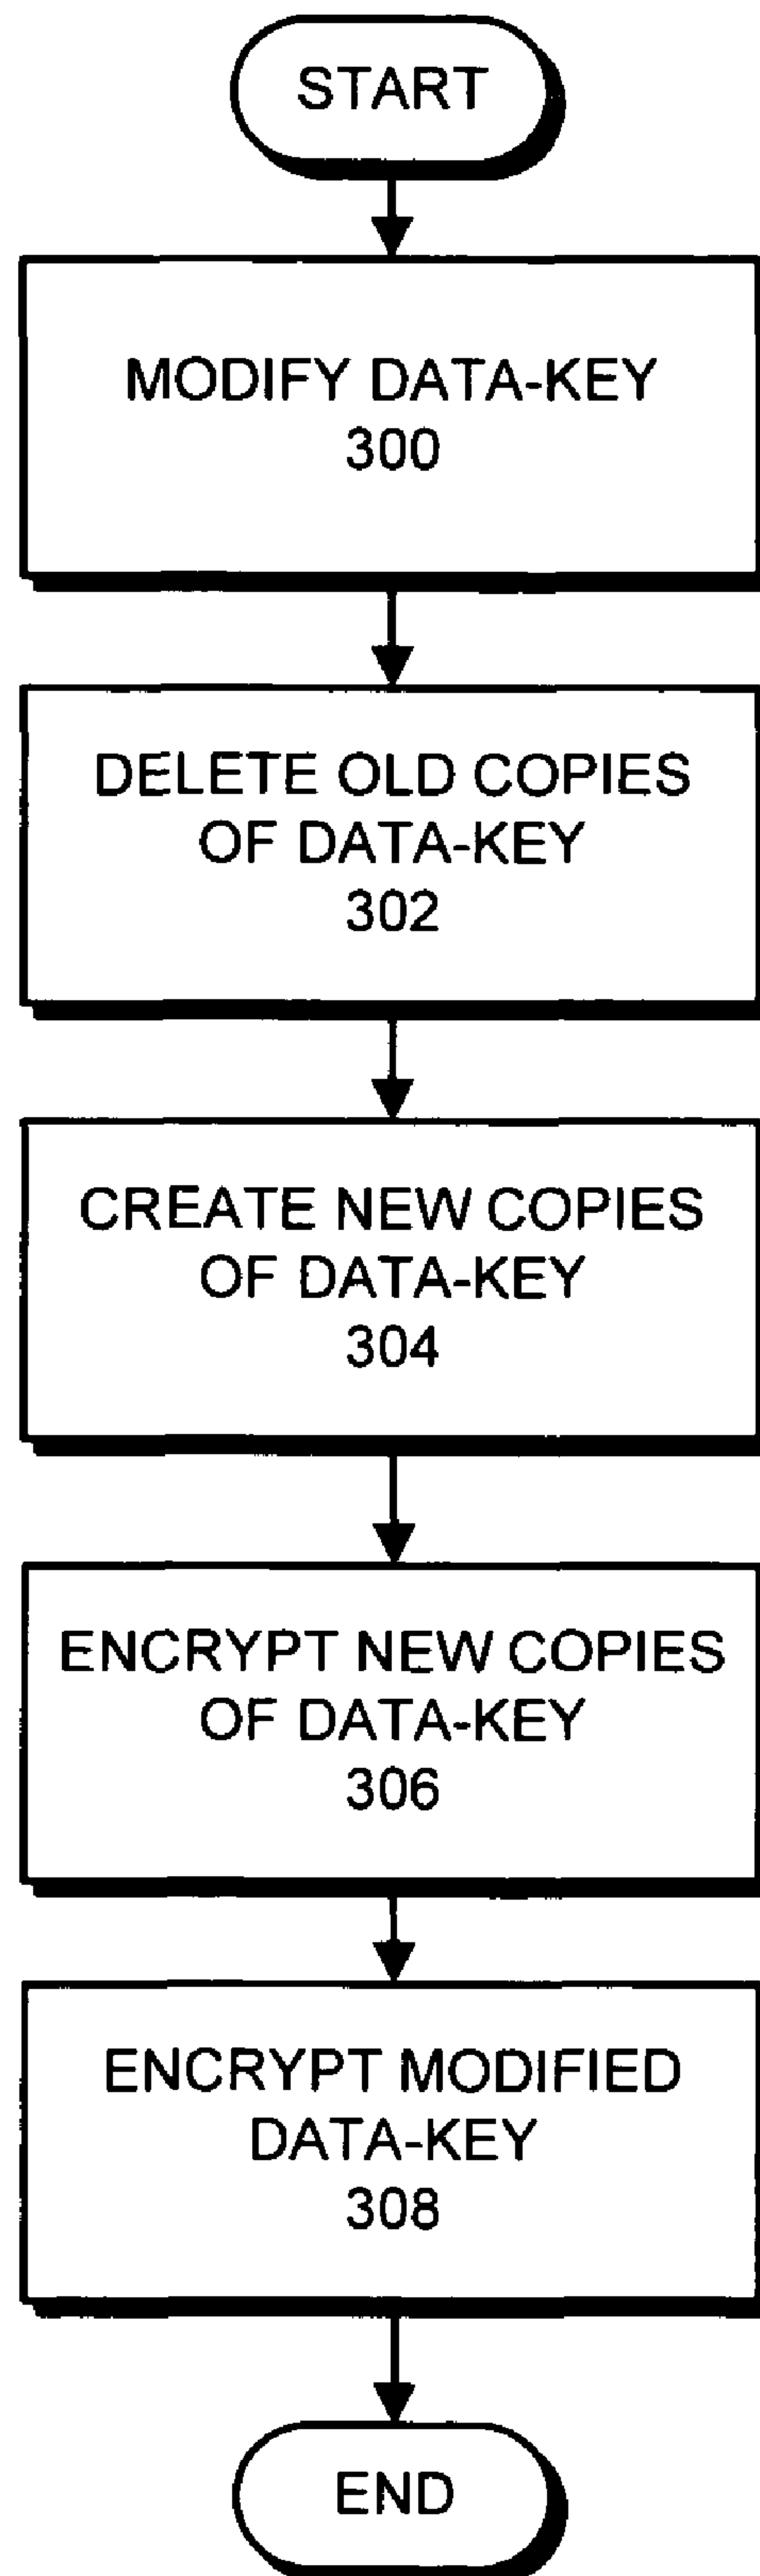 START
MODIFY DATA-KEY
300
DELETE OLD COPIES
OF DATA-KEY
302
CREATE NEW COPIES
OF DATA-KEY
304
ENCRYPT NEW COPIES
OF DATA-KEY
306
ENCRYPT MODIFIED
DATA-KEY
308
END